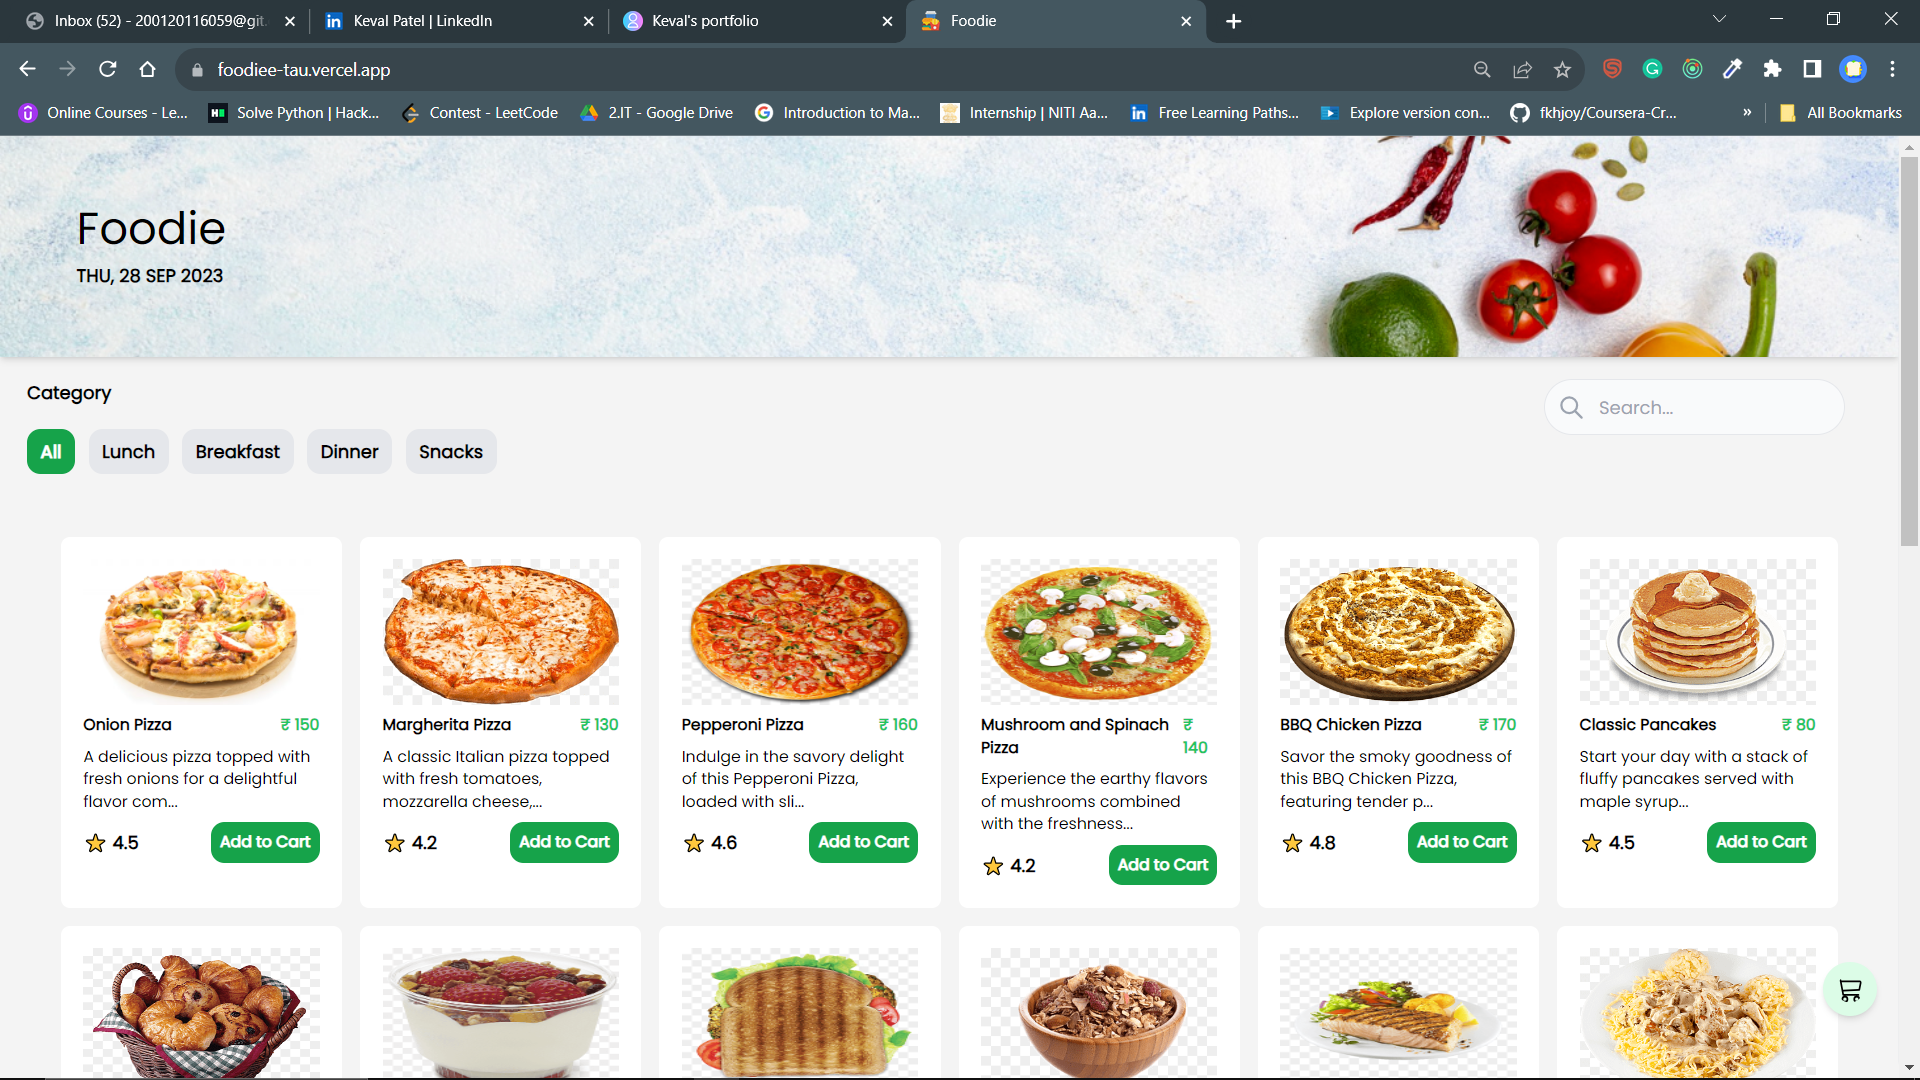 Inbox (52) - 200120116059@git.
Keval Patel | LinkedIn
Keval's portfolio
Foodie
foodiee-tau.vercel.app
Online Courses - Le...
Solve Python | Hack...
Contest - LeetCode
2.IT - Google Drive
Introduction to Ma...
Internship | NITI Aa...
Free Learning Paths...
Explore version con...
fkhjoy/Coursera-Cr...
»
All Bookmarks
Foodie
THU, 28 SEP 2023
Category
Search...
All
Lunch
Breakfast
Dinner
Snacks
Onion Pizza ₹ 150
A delicious pizza topped with
fresh onions for a delightful
flavor com...
4.5 Add to Cart
Margherita Pizza ₹ 130
A classic Italian pizza topped
with fresh tomatoes,
mozzarella cheese,...
4.2 Add to Cart
Pepperoni Pizza ₹ 160
Indulge in the savory delight
of this Pepperoni Pizza,
loaded with sli...
4.6 Add to Cart
Mushroom and Spinach ₹
Pizza 140
Experience the earthy flavors
of mushrooms combined
with the freshness...
4.2 Add to Cart
BBQ Chicken Pizza ₹ 170
Savor the smoky goodness of
this BBQ Chicken Pizza,
featuring tender p...
4.8 Add to Cart
Classic Pancakes ₹ 80
Start your day with a stack of
fluffy pancakes served with
maple syrup...
4.5 Add to Cart